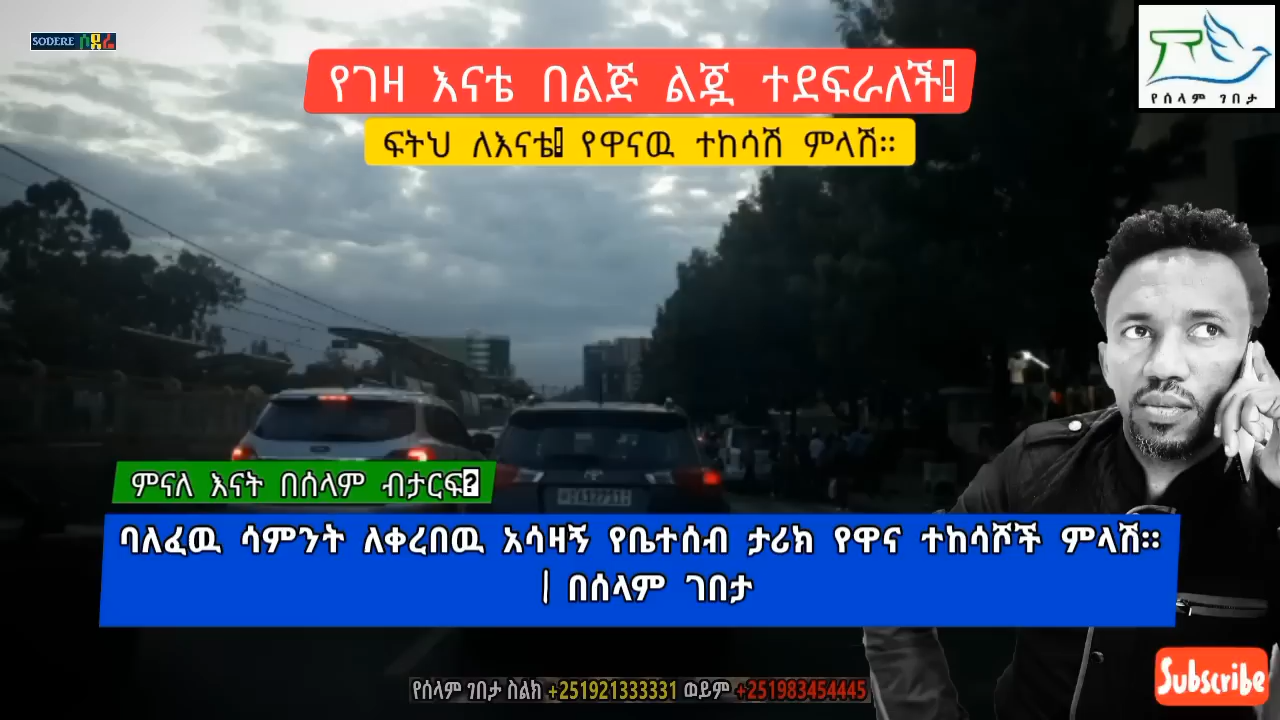 SODERE ሶደሬ
የሰላም ገበታ
የገዛ እናቴ በልጅ ልጇ ተደፍራለች
ፍትህ ለእናቴ የዋናዉ ተከሳሽ ምላሽ።
ምናለ እናት በሰላም ብታርፍ?
ባለፈዉ ሳምንት ለቀረበዉ አሳዛኝ የቤተሰብ ታሪክ የዋና ተከሳሾች ምላሽ።
| በሰላም ገበታ
Subscribe
የሰላም ገበታ ስልክ +251921333331 ወይም +251983454445